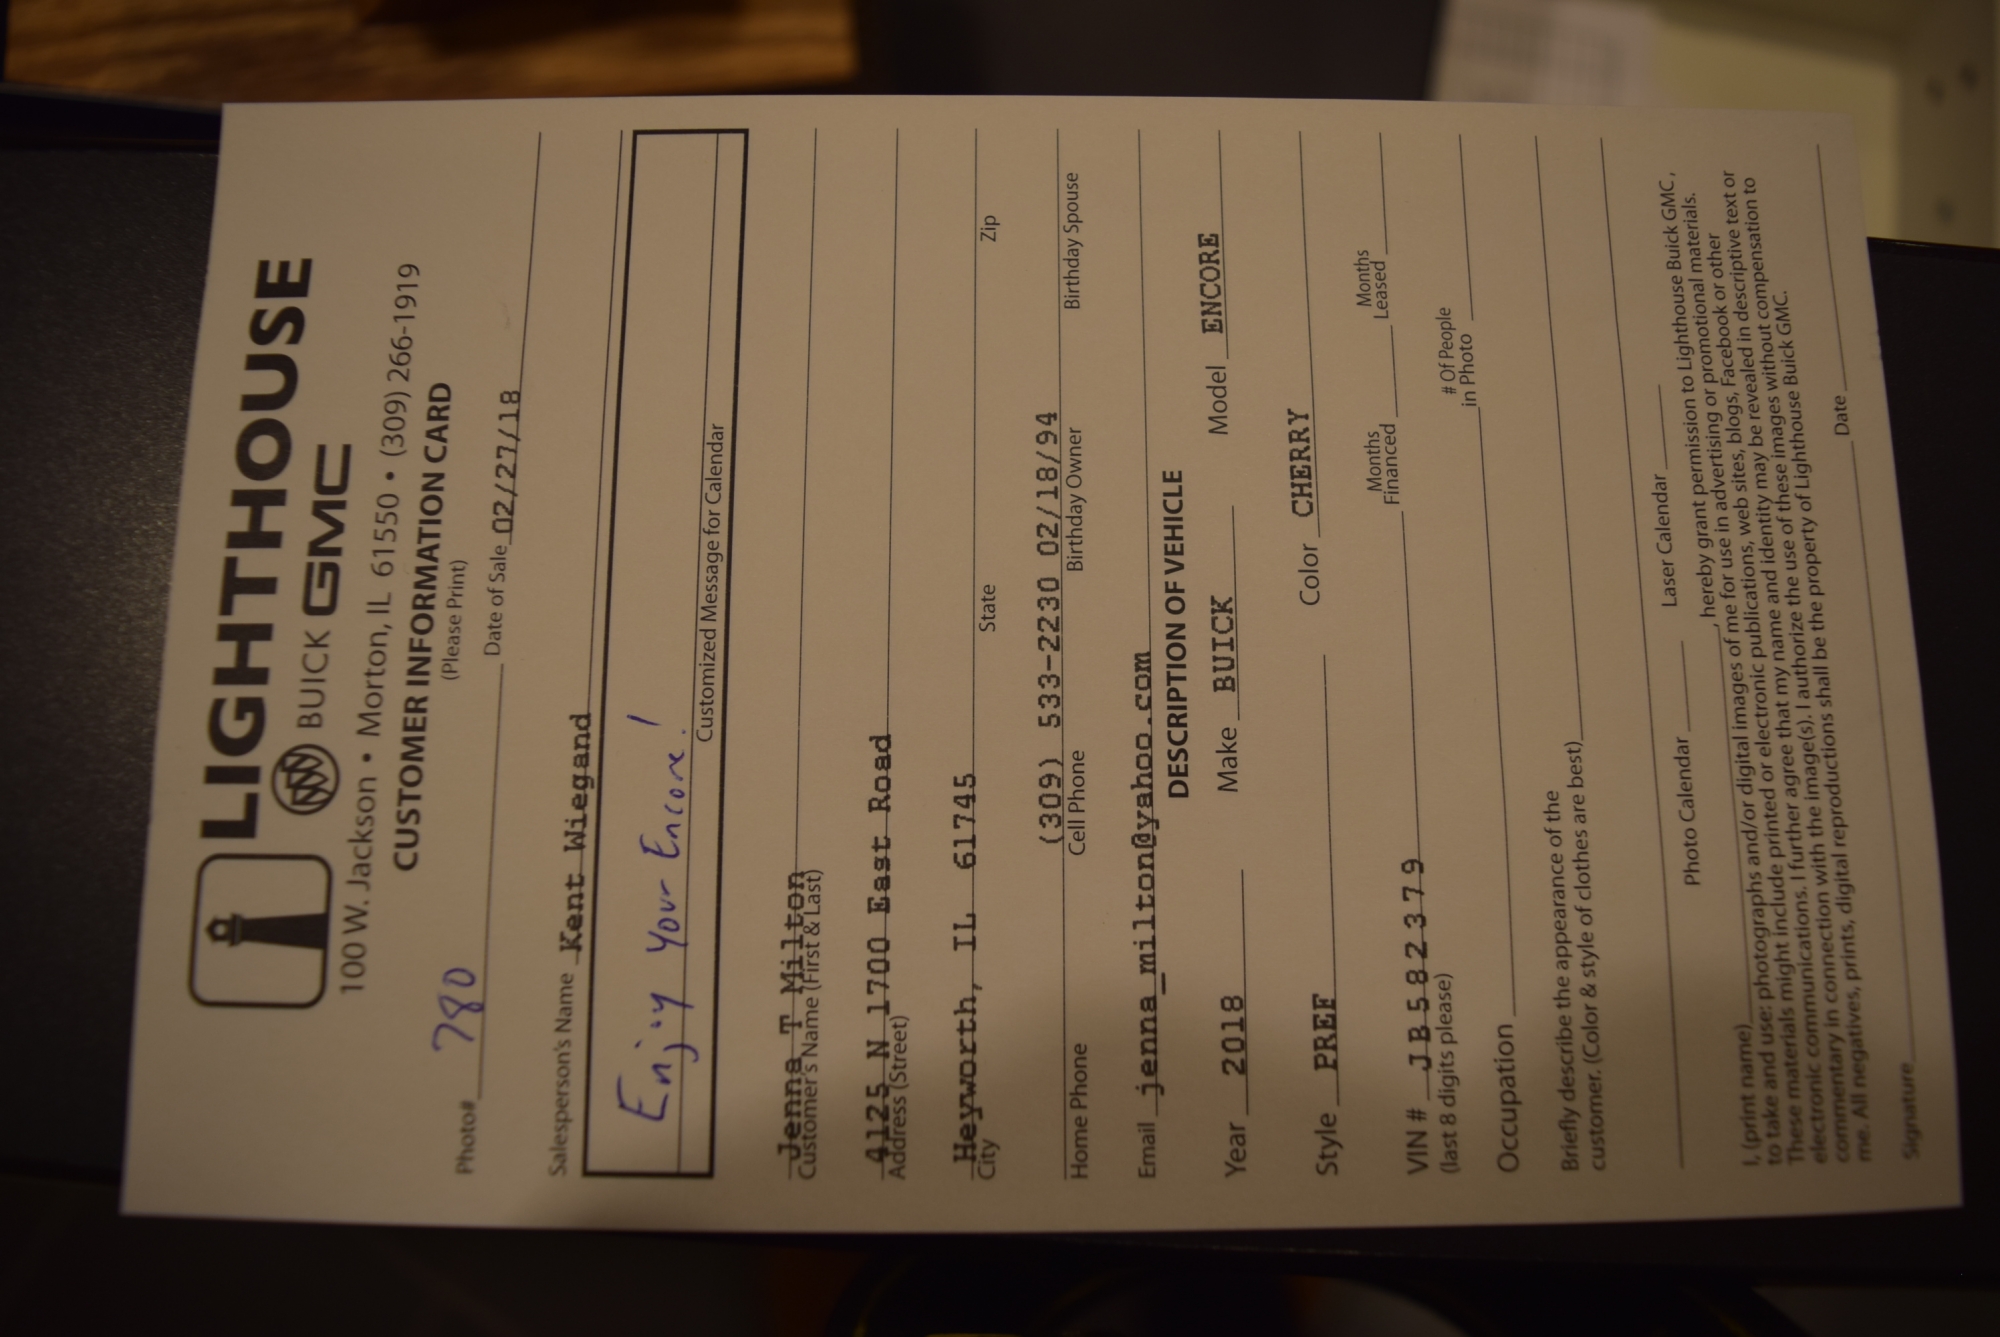 LIGHTHOUSE
BUICK GMC
100 W. Jackson • Morton, IL 61550 • (309) 266-1919
CUSTOMER INFORMATION CARD
(Please Print)
Photo# 780 Date of Sale 02/27/18
Salesperson's Name Kent Wiegand
Enjoy Your Encore!
Customized Message for Calendar
Jenna T Milton
Customer's Name (First & Last)
4125 N 1700 East Road
Address (Street)
Heyworth, IL 61745
City State Zip
(309) 533-2230 02/18/94
Home Phone Cell Phone Birthday Owner Birthday Spouse
Email jenna_milton@yahoo.com
DESCRIPTION OF VEHICLE
Year 2018 Make BUICK Model ENCORE
Style PREF Color CHERRY
VIN # JB582379 Months Financed Months Leased
(last 8 digits please)
Occupation # Of People in Photo
Briefly describe the appearance of the
customer. (Color & style of clothes are best)
Photo Calendar Laser Calendar
I, (print name) , hereby grant permission to Lighthouse Buick GMC,
to take and use: photographs and/or digital images of me for use in advertising or promotional materials.
These materials might include printed or electronic publications, web sites, blogs, Facebook or other
electronic communications. I further agree that my name and identity may be revealed in descriptive text or
commentary in connection with the image(s). I authorize the use of these images without compensation to
me. All negatives, prints, digital reproductions shall be the property of Lighthouse Buick GMC.
Signature Date